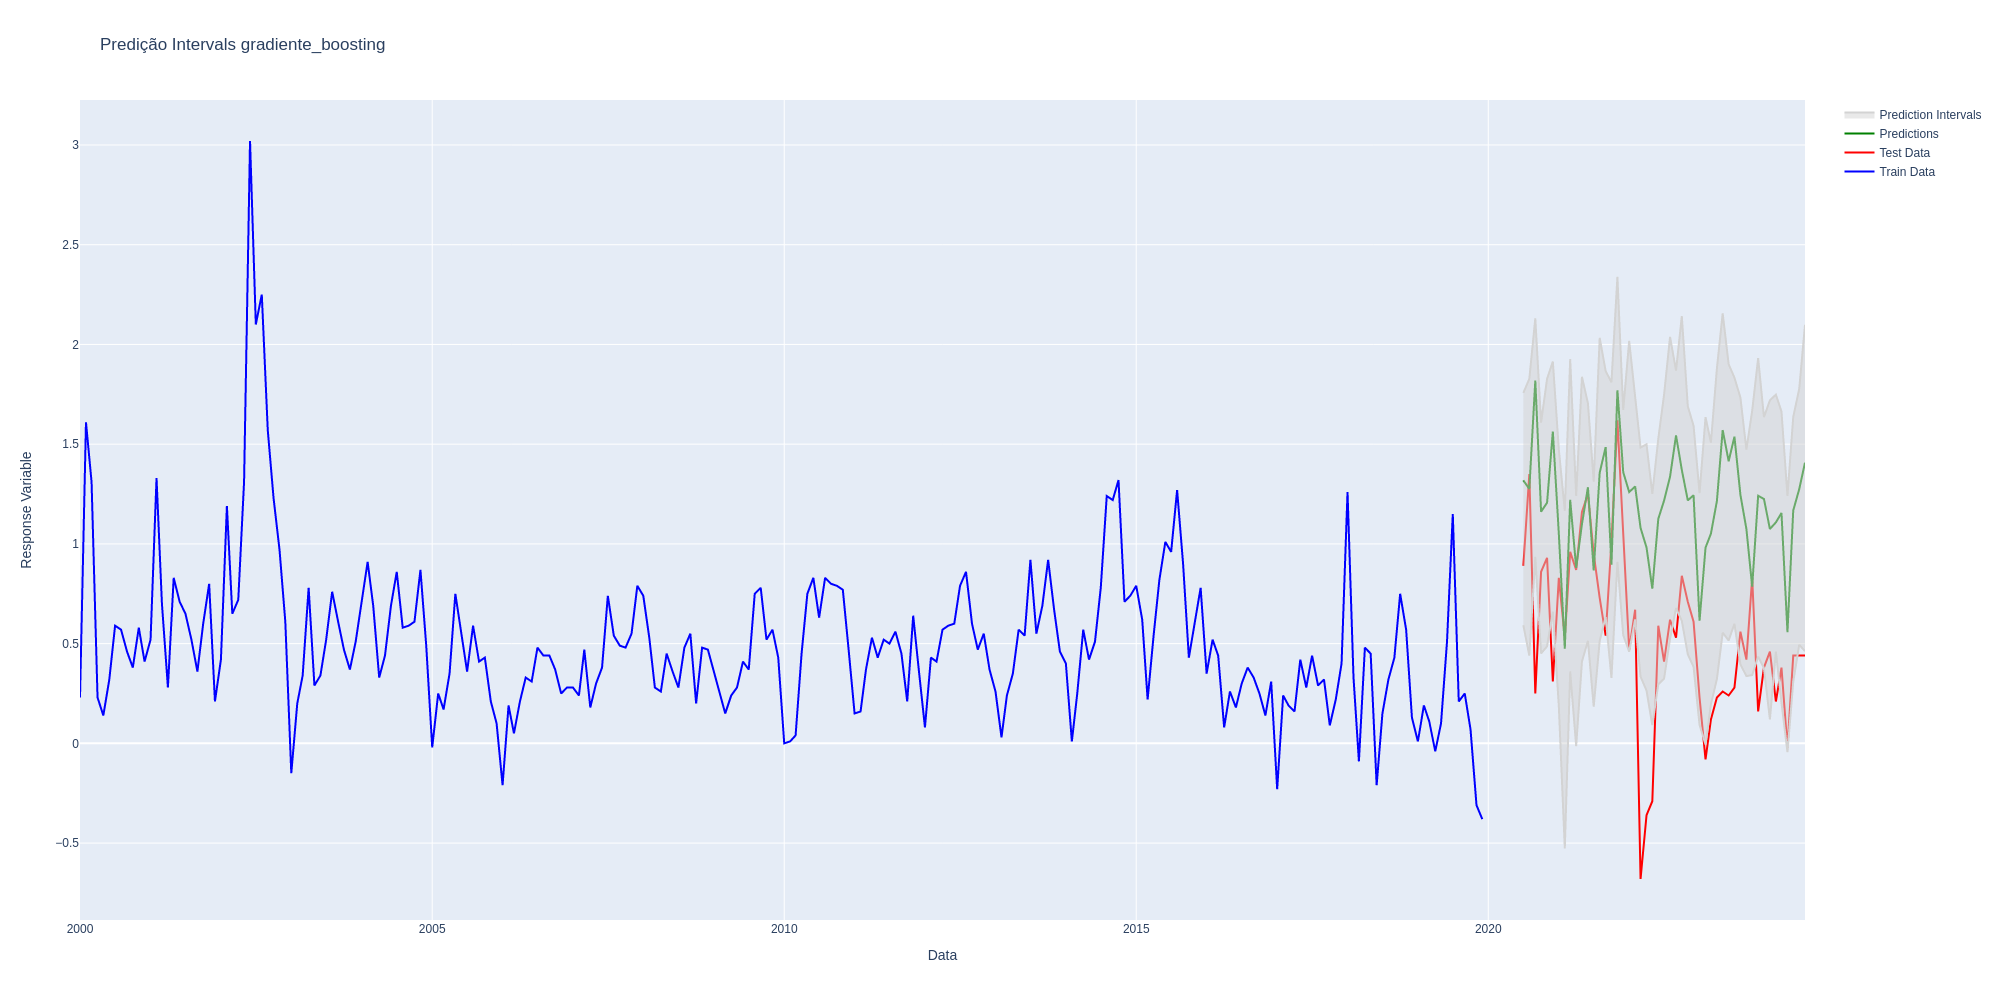 Predição Intervals gradiente_boosting
Prediction Intervals
Predictions
Test Data
Train Data
3
2.5
2
1.5
1
0.5
0
−0.5
Response Variable
2000
2005
2010
2015
2020
Data